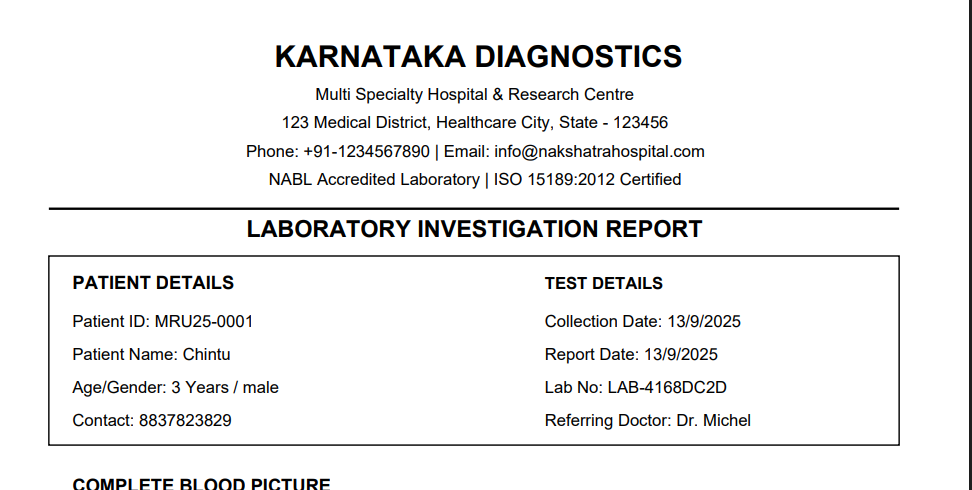 KARNATAKA DIAGNOSTICS
Multi Specialty Hospital & Research Centre
123 Medical District, Healthcare City, State - 123456
Phone: +91-1234567890 | Email: info@nakshatrahospital.com
NABL Accredited Laboratory | ISO 15189:2012 Certified
LABORATORY INVESTIGATION REPORT
PATIENT DETAILS
Patient ID: MRU25-0001
Patient Name: Chintu
Age/Gender: 3 Years / male
Contact: 8837823829
TEST DETAILS
Collection Date: 13/9/2025
Report Date: 13/9/2025
Lab No: LAB-4168DC2D
Referring Doctor: Dr. Michel
COMPLETE BLOOD PICTURE